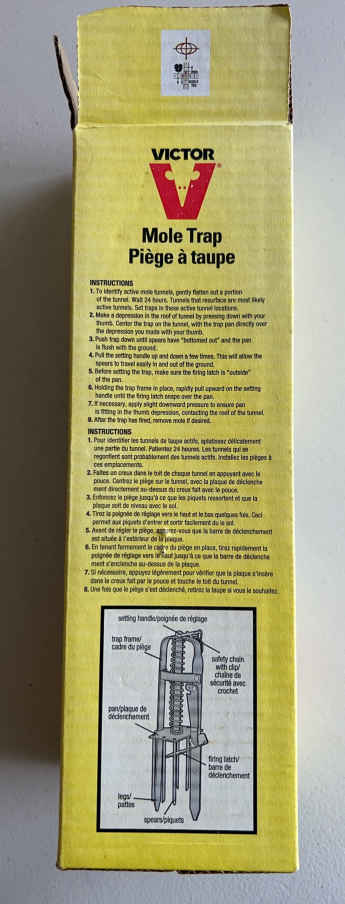 VICTOR
V
Mole Trap
Piège à taupe
INSTRUCTIONS
1. To identify active mole tunnels, gently flatten out a portion
of the tunnel. Wait 24 hours. Tunnels that resurface are most likely
active tunnels. Set traps in these active tunnel locations.
2. Make a depression in the roof of tunnel by pressing down with your
thumb. Center the trap on the tunnel, with the trap pan directly over
the depression you made with your thumb.
3. Push trap down until spears have "bottomed out" and the pan
is flush with the ground.
4. Pull the setting handle up and down a few times. This will allow the
spears to travel easily in and out of the ground.
5. Before setting the trap, make sure the firing latch is "outside"
of the pan.
6. Holding the trap frame in place, rapidly pull upward on the setting
handle until the firing latch snaps over the pan.
7. If necessary, apply slight downward pressure to ensure pan
is fitting in the thumb depression, contacting the roof of the tunnel.
8. After the trap has fired, remove mole if desired.
INSTRUCTIONS
1. Pour identifier les tunnels de taupe actifs, aplatissez délicatement
une partie du tunnel. Patientez 24 heures. Les tunnels qui se
regonflent sont probablement des tunnels actifs. Installez les pièges à
ces emplacements.
2. Faites un creux dans le toit de chaque tunnel en appuyant avec le
pouce. Centrez le piège sur le tunnel, avec la plaque de déclenche
ment directement au-dessus du creux fait avec le pouce.
3. Enfoncez le piège jusqu'à ce que les piquets ressortent et que la
plaque soit de niveau avec le sol.
4. Tirez la poignée de réglage vers le haut et le bas quelques fois. Ceci
permet aux piquets d'entrer et sortir facilement du sol.
5. Avant de régler le piège, assurez-vous que la barre de déclenchement
est située à l'extérieur de la plaque.
6. En tenant fermement le cadre du piège en place, tirez rapidement la
poignée de réglage vers le haut jusqu'à ce que la barre de déclenche
ment s'enclenche au-dessus de la plaque.
7. Si nécessaire, appuyez légèrement pour vérifier que la plaque s'insère
dans le creux fait par le pouce et touche le toit du tunnel.
8. Une fois que le piège s'est déclenché, retirez la taupe si vous le souhaitez.
setting handle/poignée de réglage
trap frame/
cadre du piège
safety chain
with clip/
chaîne de
sécurité avec
crochet
pan/plaque de
déclenchement
firing latch/
barre de
déclenchement
legs/
pattes
spears/piquets